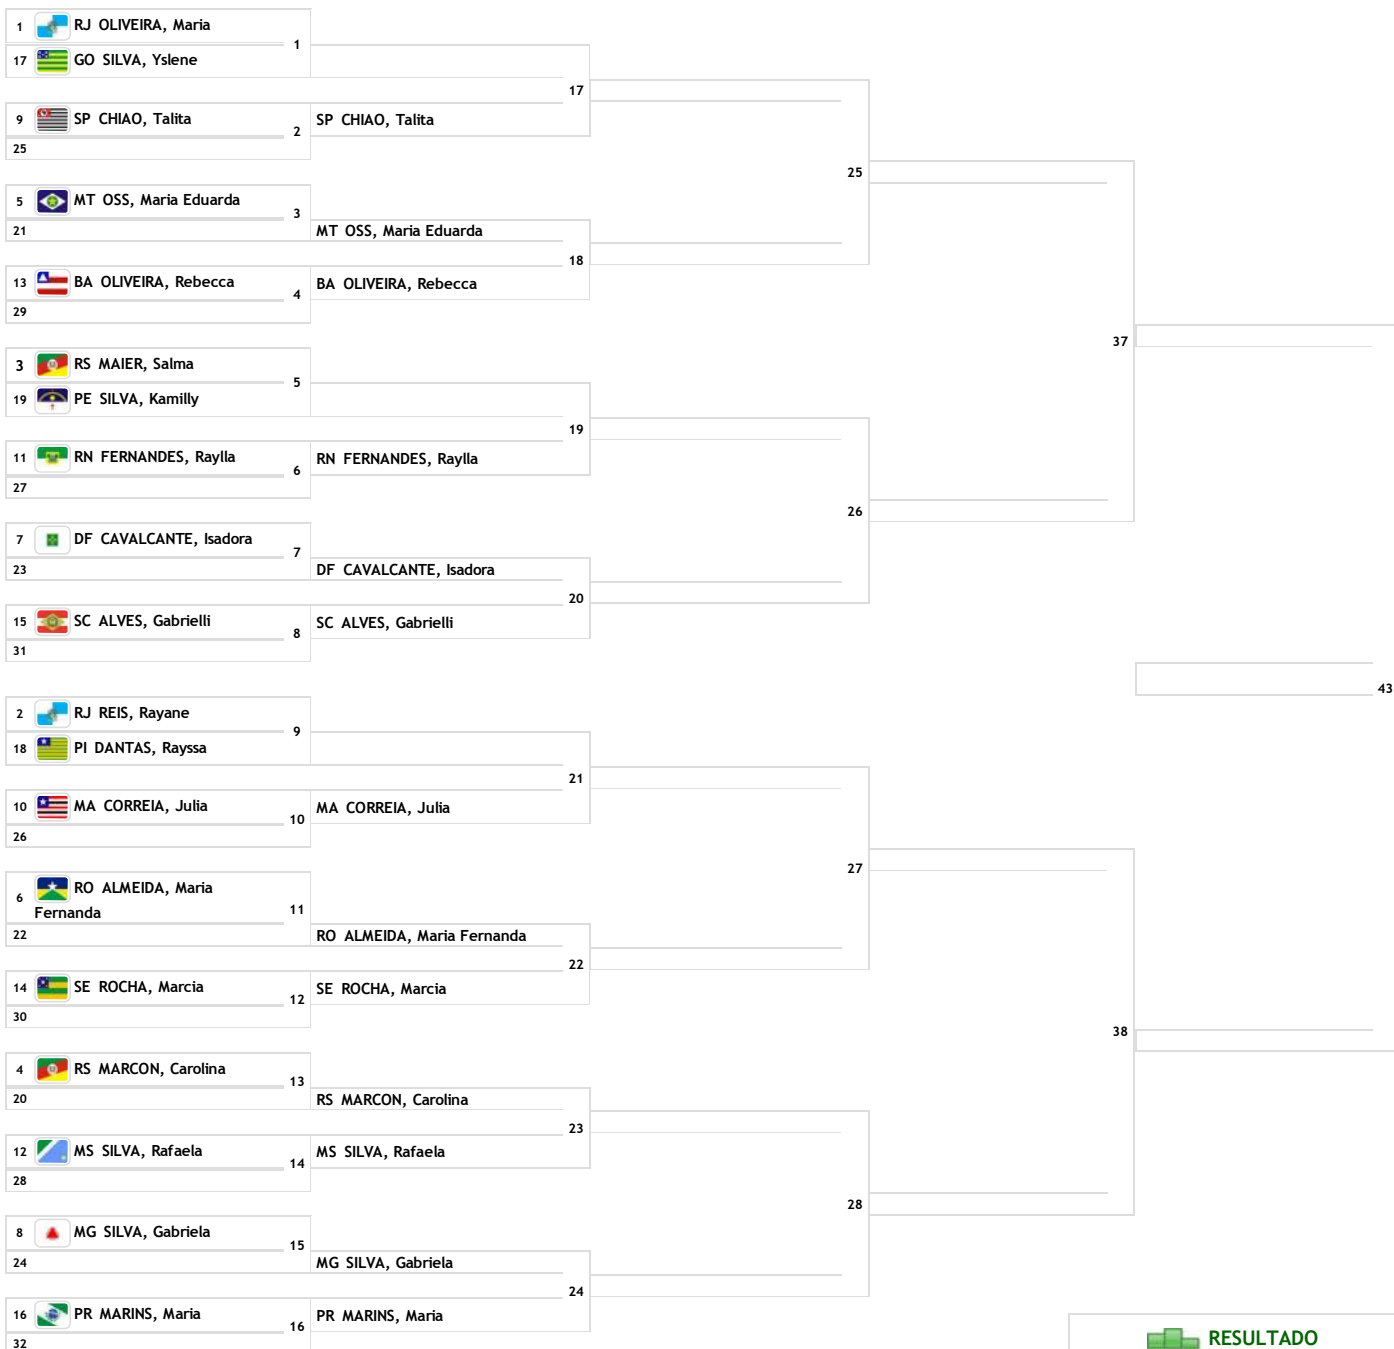 1 RJ OLIVEIRA, Maria
1
17 GO SILVA, Yslene
17
9 SP CHIAO, Talita
2 SP CHIAO, Talita
25
25
5 MT OSS, Maria Eduarda
3
21
MT OSS, Maria Eduarda
18
13 BA OLIVEIRA, Rebecca
4 BA OLIVEIRA, Rebecca
29
37
3 RS MAIER, Salma
5
19 PE SILVA, Kamilly
19
11 RN FERNANDES, Raylla
6 RN FERNANDES, Raylla
27
26
7 DF CAVALCANTE, Isadora
7
23
DF CAVALCANTE, Isadora
20
15 SC ALVES, Gabrielli
8 SC ALVES, Gabrielli
31
43
2 RJ REIS, Rayane
9
18 PI DANTAS, Rayssa
21
10 MA CORREIA, Julia
10 MA CORREIA, Julia
26
27
6 RO ALMEIDA, Maria
Fernanda
11
22
RO ALMEIDA, Maria Fernanda
22
14 SE ROCHA, Marcia
12 SE ROCHA, Marcia
30
38
4 RS MARCON, Carolina
13
20
RS MARCON, Carolina
23
12 MS SILVA, Rafaela
14 MS SILVA, Rafaela
28
28
8 MG SILVA, Gabriela
15
24
MG SILVA, Gabriela
24
16 PR MARINS, Maria
16 PR MARINS, Maria
32
RESULTADO